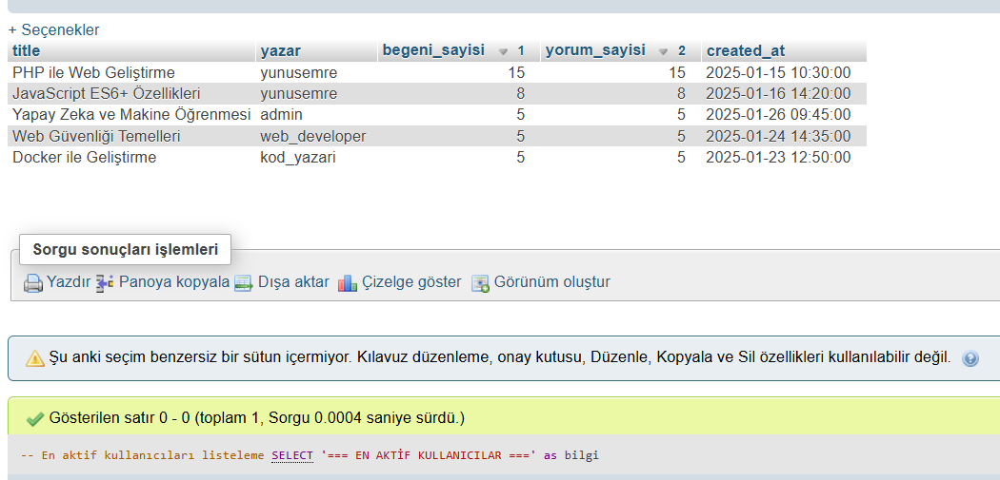 + Seçenekler
title yazar begeni_sayisi 1 yorum_sayisi 2 created_at
PHP ile Web Geliştirme yunusemre 15 15 2025-01-15 10:30:00
JavaScript ES6+ Özellikleri yunusemre 8 8 2025-01-16 14:20:00
Yapay Zeka ve Makine Öğrenmesi admin 5 5 2025-01-26 09:45:00
Web Güvenliği Temelleri web_developer 5 5 2025-01-24 14:35:00
Docker ile Geliştirme kod_yazari 5 5 2025-01-23 12:50:00
Sorgu sonuçları işlemleri
Yazdır Panoya kopyala Dışa aktar Çizelge göster Görünüm oluştur
Şu anki seçim benzersiz bir sütun içermiyor. Kılavuz düzenleme, onay kutusu, Düzenle, Kopyala ve Sil özellikleri kullanılabilir değil.
Gösterilen satır 0 - 0 (toplam 1, Sorgu 0.0004 saniye sürdü.)
-- En aktif kullanıcıları listeleme SELECT '=== EN AKTİF KULLANICILAR ===' as bilgi